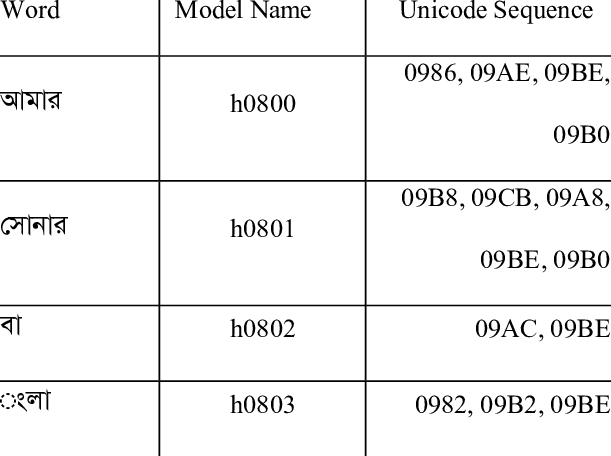 Word Model Name Unicode Sequence
আমার h0800 0986, 09AE, 09BE,
09B0
সোনার h0801 09B8, 09CB, 09A8,
09BE, 09B0
বা h0802 09AC, 09BE
ংলা h0803 0982, 09B2, 09BE